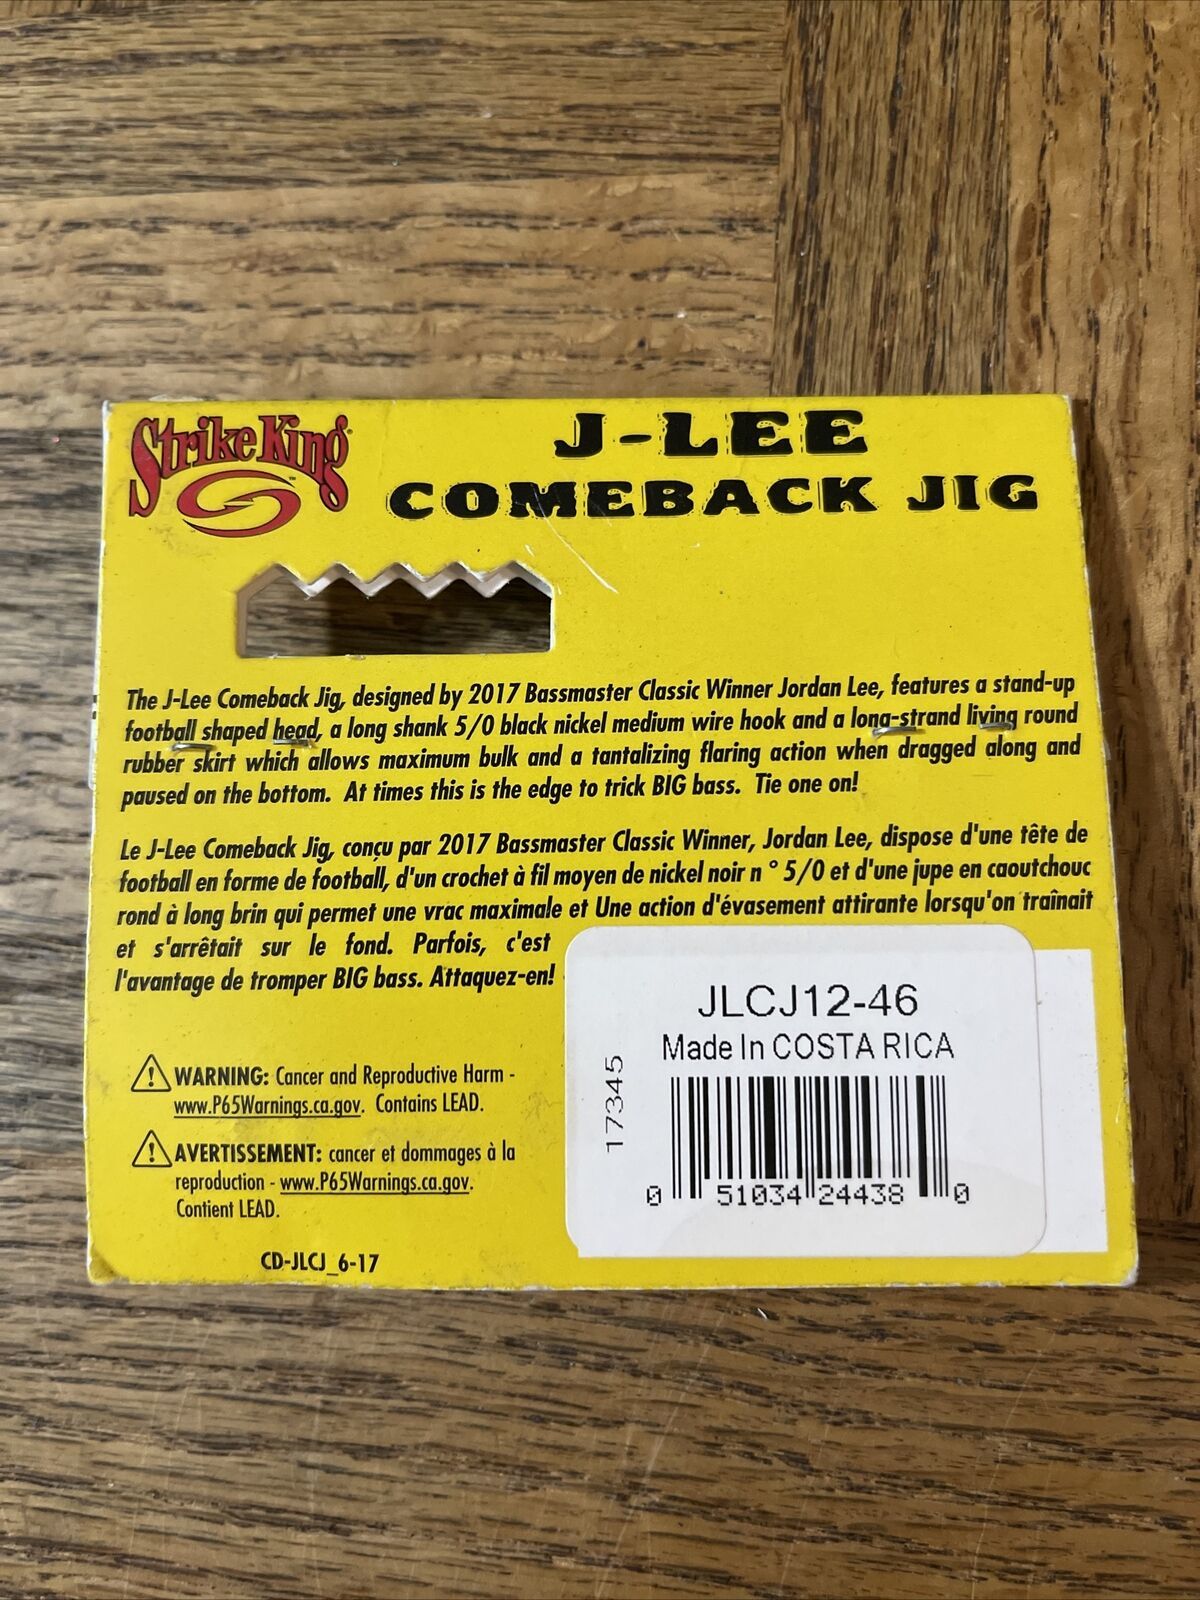 Strike King
J-LEE
COMEBACK JIG
The J-Lee Comeback Jig, designed by 2017 Bassmaster Classic Winner Jordan Lee, features a stand-up
football shaped head, a long shank 5/0 black nickel medium wire hook and a long-strand living round
rubber skirt which allows maximum bulk and a tantalizing flaring action when dragged along and
paused on the bottom. At times this is the edge to trick BIG bass. Tie one on!
Le J-Lee Comeback Jig, conçu par 2017 Bassmaster Classic Winner, Jordan Lee, dispose d'une tête de
football en forme de football, d'un crochet à fil moyen de nickel noir n ° 5/0 et d'une jupe en caoutchouc
rond à long brin qui permet une vrac maximale et Une action d'évasement attirante lorsqu'on traînait
et s'arrêtait sur le fond. Parfois, c'est
l'avantage de tromper BIG bass. Attaquez-en!
WARNING: Cancer and Reproductive Harm -
www.P65Warnings.ca.gov. Contains LEAD.
AVERTISSEMENT: cancer et dommages à la
reproduction - www.P65Warnings.ca.gov.
Contient LEAD.
CD-JLCJ_6-17
JLCJ12-46
Made In COSTA RICA
17345
0 51034 24438 0